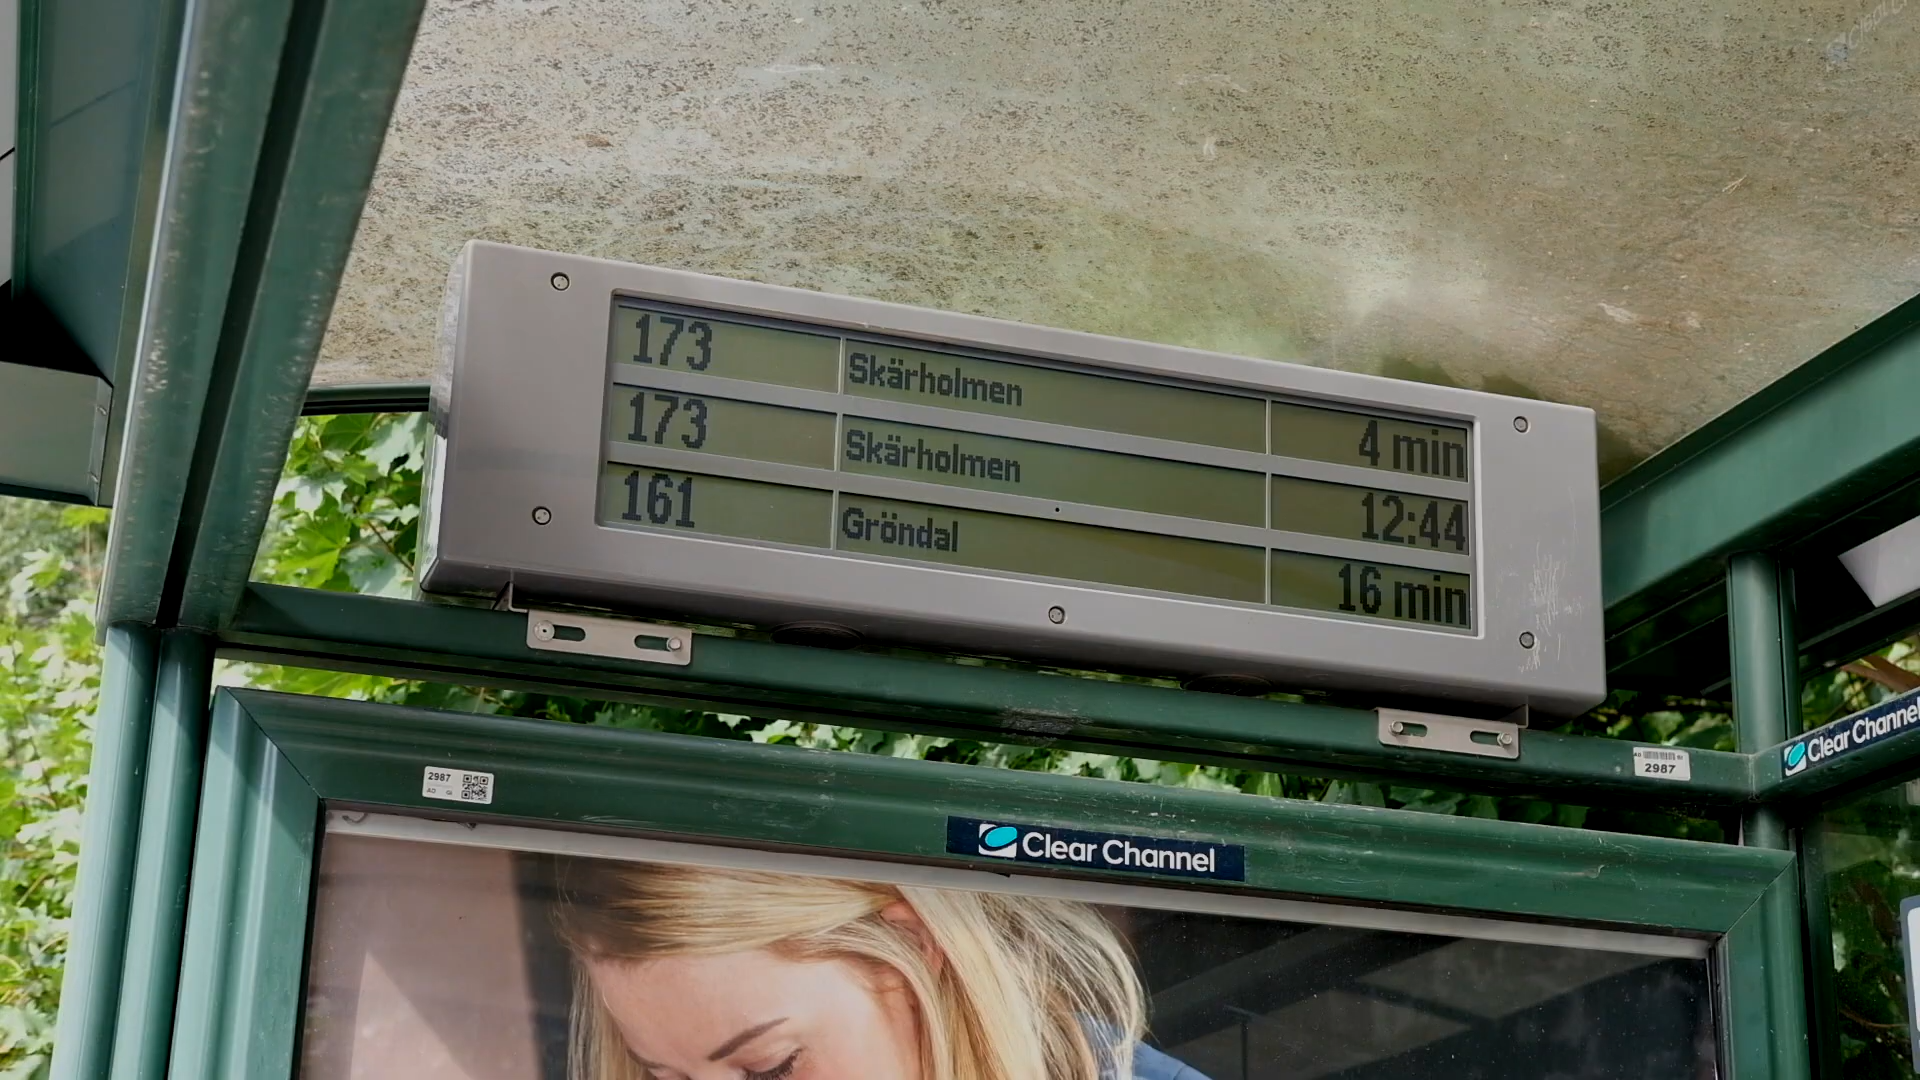 173 Skärholmen 4 min
173 Skärholmen 12:44
161 Gröndal 16 min
2987
Clear Channel
2987
Clear Channel